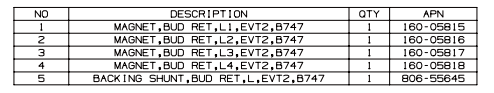 NO DESCRIPTION QTY APN
1 MAGNET,BUD RET,L1,EVT2,B747 1 160-05815
2 MAGNET,BUD RET,L2,EVT2,B747 1 160-05816
3 MAGNET,BUD RET,L3,EVT2,B747 1 160-05817
4 MAGNET,BUD RET,L4,EVT2,B747 1 160-05818
5 BACKING SHUNT,BUD RET,L,EVT2,B747 1 806-55645